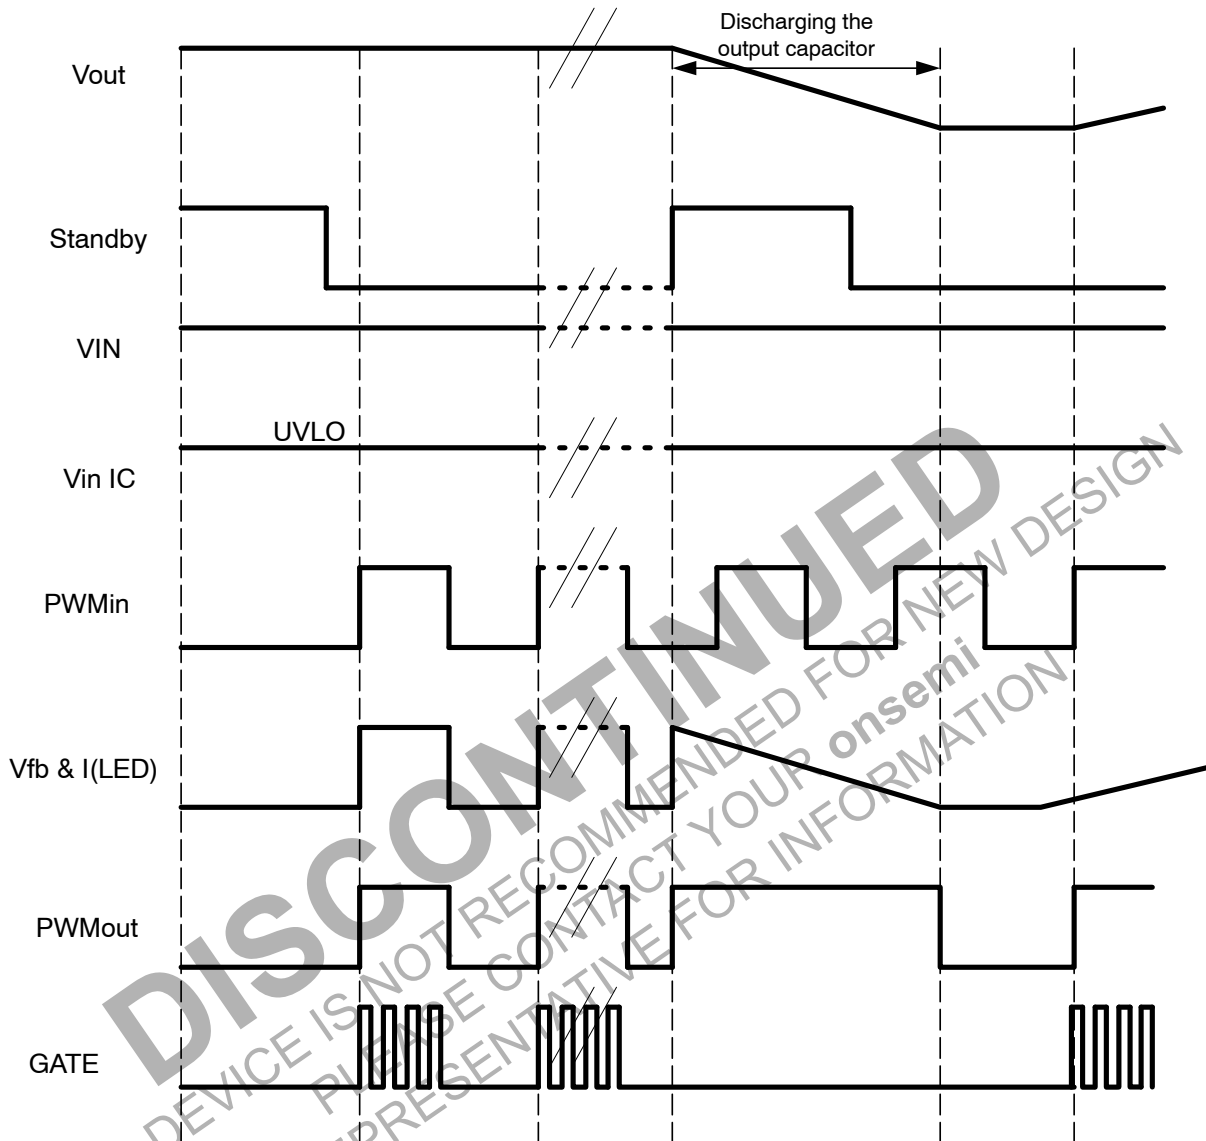 Discharging the
output capacitor
Vout
Standby
VIN
UVLO
Vin IC
PWMin
Vfb & I(LED)
PWMout
GATE
DISCONTINUED
DEVICE IS NOT RECOMMENDED FOR NEW DESIGN
PLEASE CONTACT YOUR onsemi
REPRESENTATIVE FOR INFORMATION